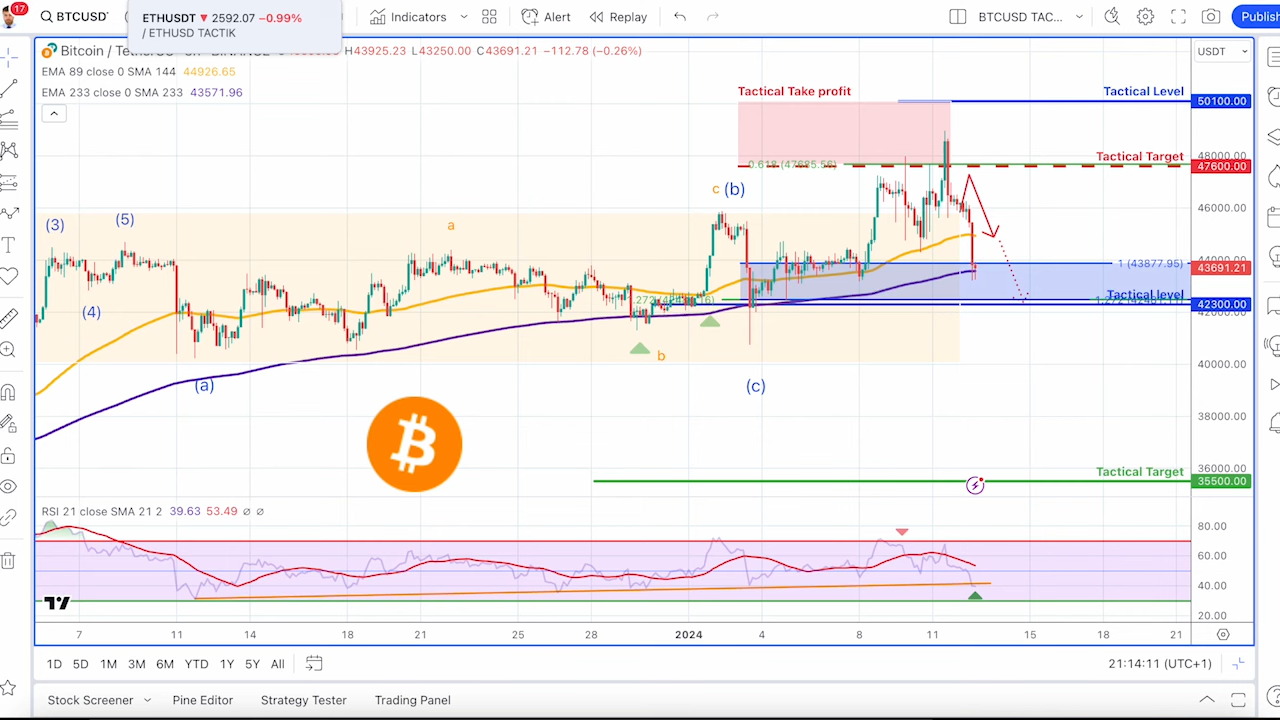 17
BTCUSD
ETHUSDT ▼ 2592.07 −0.99%
/ ETHUSD TACTIK
Indicators
Alert
Replay
BTCUSD TAC...
Publish
Bitcoin /
H43925.23 L43250.00 C43691.21 −112.78 (−0.26%)
USDT
EMA 89 close 0 SMA 144 44926.65
EMA 233 close 0 SMA 233 43571.96
Tactical Take profit
Tactical Level
50100.00
Tactical Target
48000.00
0.618 (47685.56)
47600.00
c (b)
46000.00
(3)
(5)
a
44000.00
1 (43877.95)
43691.21
Tactical level
42300.00
(4)
42000.00
b
40000.00
(a)
(c)
38000.00
36000.00
Tactical Target
35500.00
RSI 21 close SMA 21 2 39.63 53.49 ∅ ∅
80.00
60.00
40.00
20.00
7 11 14 18 21 25 28 2024 4 8 11 15 18 21
1D 5D 1M 3M 6M YTD 1Y 5Y All
21:14:11 (UTC+1)
Stock Screener
Pine Editor
Strategy Tester
Trading Panel